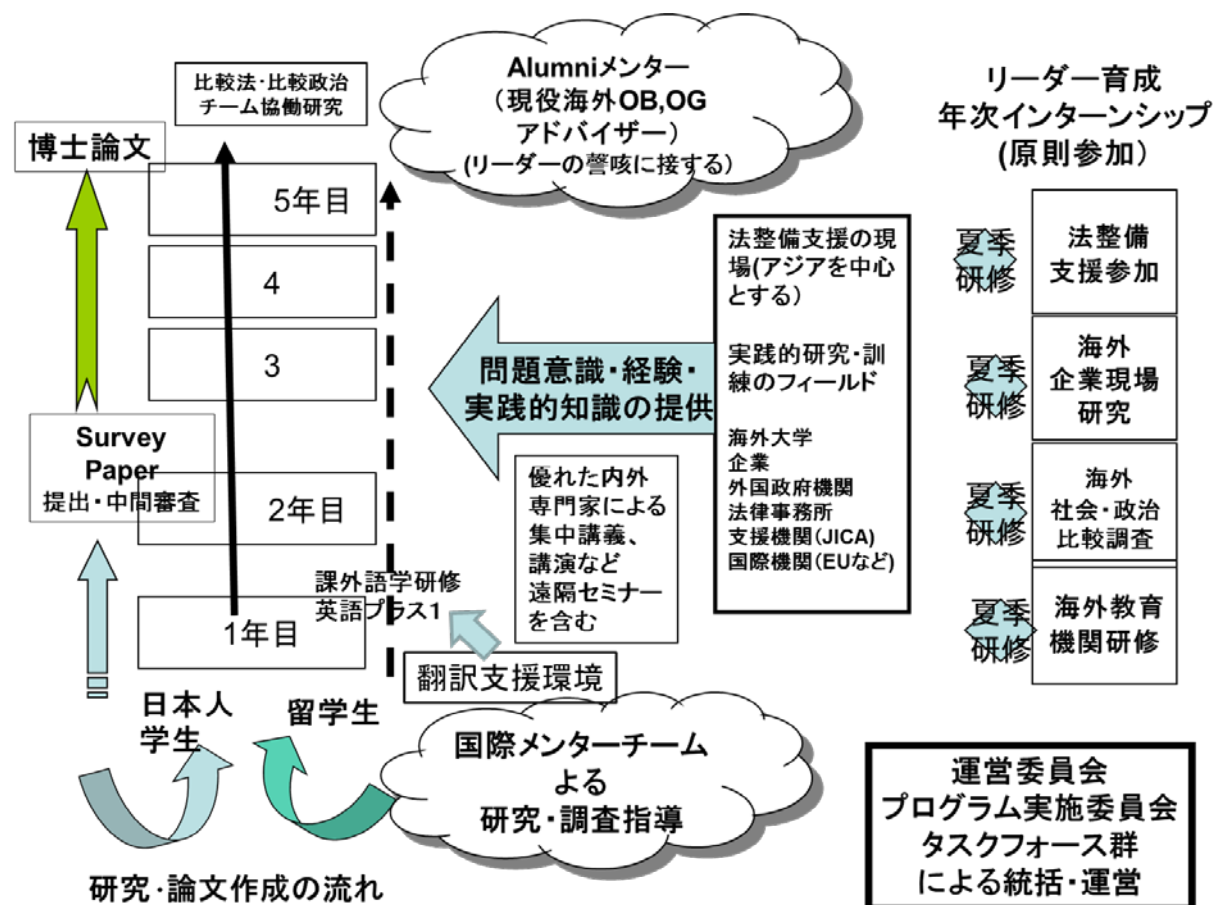 比較法・比較政治
チーム協働研究
博士論文
5年目
4
3
Survey
Paper
提出・中間審査
2年目
課外語学研修
英語プラス1
1年目
翻訳支援環境
日本人
学生
留学生
研究・論文作成の流れ
Alumniメンター
（現役海外OB,OG
アドバイザー）
(リーダーの謦咳に接する）
問題意識・経験・
実践的知識の提供
優れた内外
専門家による
集中講義、
講演など
遠隔セミナー
を含む
法整備支援の現
場(アジアを中心
とする）
実践的研究・訓
練のフィールド
海外大学
企業
外国政府機関
法律事務所
支援機関（JICA）
国際機関（EUなど）
国際メンターチーム
よる
研究・調査指導
リーダー育成
年次インターンシップ
(原則参加）
夏季
研修
法整備
支援参加
夏季
研修
海外
企業現場
研究
夏季
研修
海外
社会・政治
比較調査
夏季
研修
海外教育
機関研修
運営委員会
プログラム実施委員会
タスクフォース群
による統括・運営